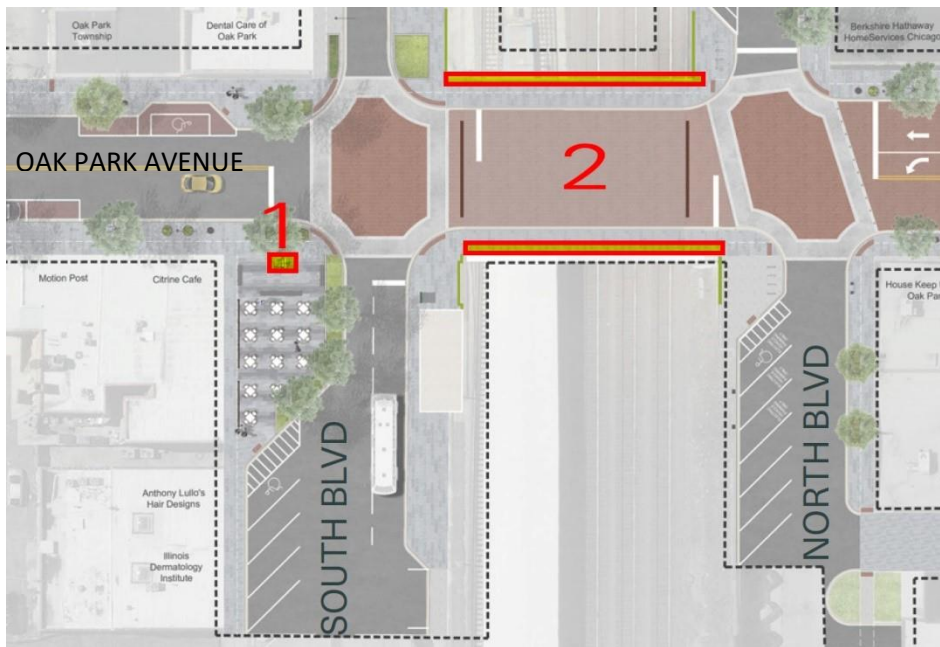 Oak Park
Township
Dental Care of
Oak Park
Berkshire Hathaway
HomeServices Chicago
OAK PARK AVENUE
2
1
Motion Post
Citrine Cafe
House Keep
Oak Par
Anthony Lullo's
Hair Designs
Illinois
Dermatology
Institute
SOUTH BLVD
NORTH BLVD